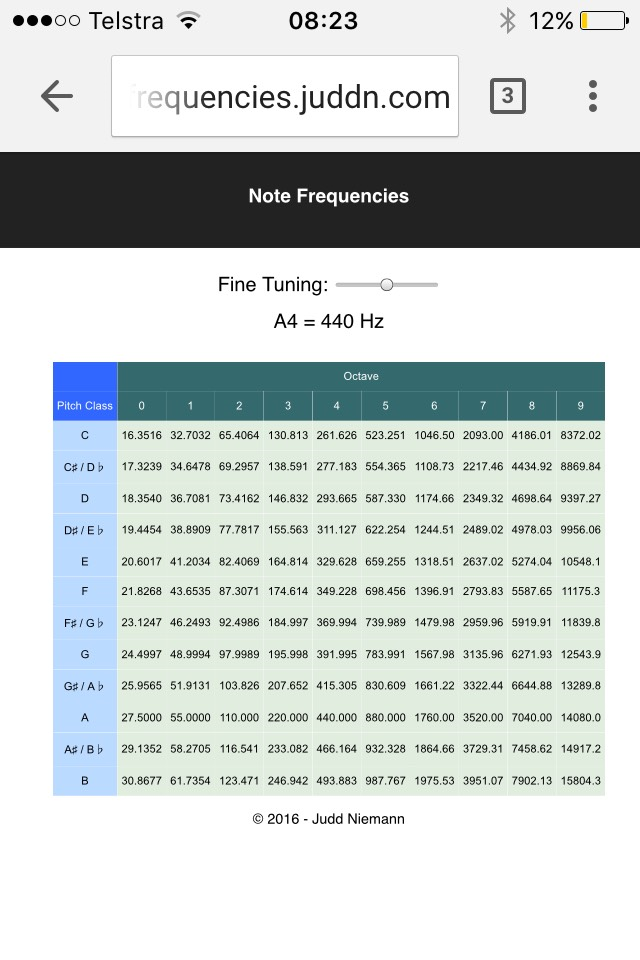 Telstra 08:23 12%
requencies.juddn.com 3
Note Frequencies
Fine Tuning:
A4 = 440 Hz
Octave
Pitch Class 0 1 2 3 4 5 6 7 8 9
C 16.3516 32.7032 65.4064 130.813 261.626 523.251 1046.50 2093.00 4186.01 8372.02
C♯ / D♭ 17.3239 34.6478 69.2957 138.591 277.183 554.365 1108.73 2217.46 4434.92 8869.84
D 18.3540 36.7081 73.4162 146.832 293.665 587.330 1174.66 2349.32 4698.64 9397.27
D♯ / E♭ 19.4454 38.8909 77.7817 155.563 311.127 622.254 1244.51 2489.02 4978.03 9956.06
E 20.6017 41.2034 82.4069 164.814 329.628 659.255 1318.51 2637.02 5274.04 10548.1
F 21.8268 43.6535 87.3071 174.614 349.228 698.456 1396.91 2793.83 5587.65 11175.3
F♯ / G♭ 23.1247 46.2493 92.4986 184.997 369.994 739.989 1479.98 2959.96 5919.91 11839.8
G 24.4997 48.9994 97.9989 195.998 391.995 783.991 1567.98 3135.96 6271.93 12543.9
G♯ / A♭ 25.9565 51.9131 103.826 207.652 415.305 830.609 1661.22 3322.44 6644.88 13289.8
A 27.5000 55.0000 110.000 220.000 440.000 880.000 1760.00 3520.00 7040.00 14080.0
A♯ / B♭ 29.1352 58.2705 116.541 233.082 466.164 932.328 1864.66 3729.31 7458.62 14917.2
B 30.8677 61.7354 123.471 246.942 493.883 987.767 1975.53 3951.07 7902.13 15804.3
© 2016 - Judd Niemann